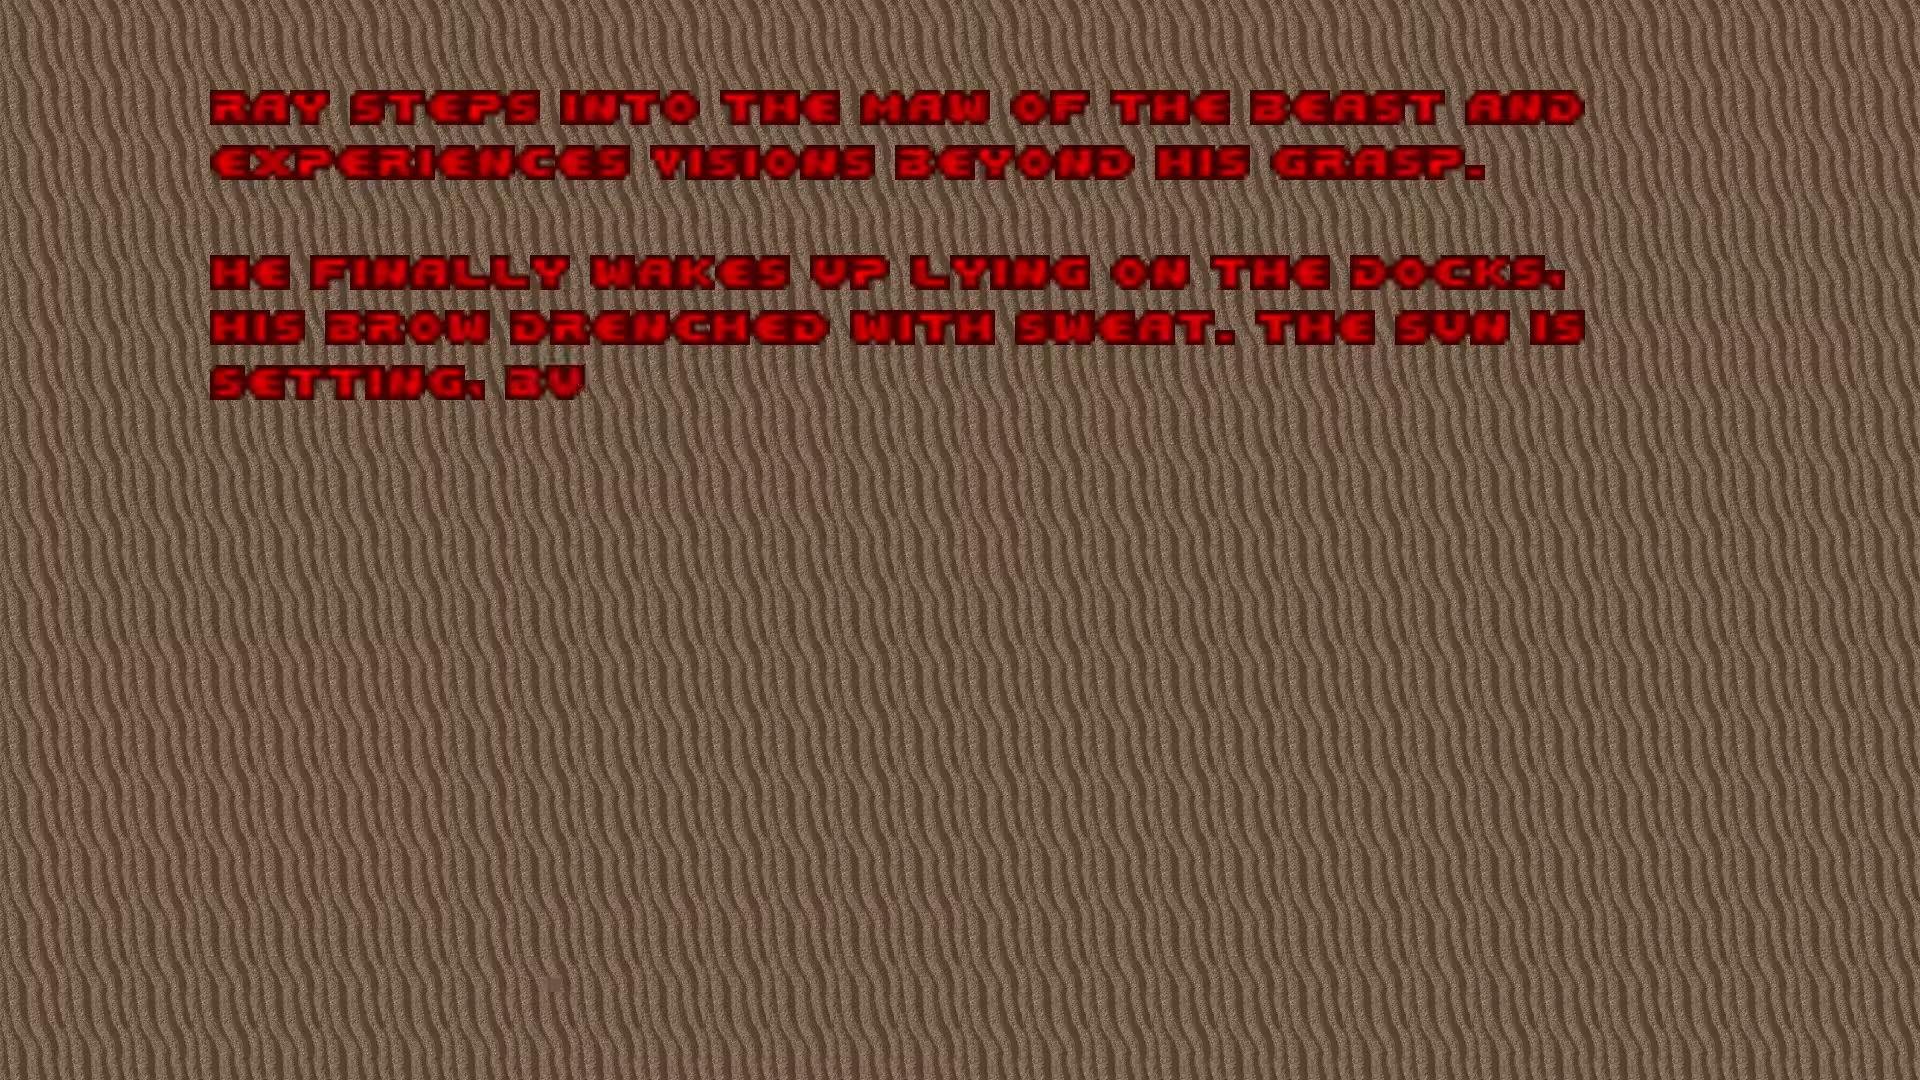 RAY STEPS INTO THE MAW OF THE BEAST AND
EXPERIENCES VISIONS BEYOND HIS GRASP.
HE FINALLY WAKES UP LYING ON THE DOCKS,
HIS BROW DRENCHED WITH SWEAT. THE SUN IS
SETTING. BU